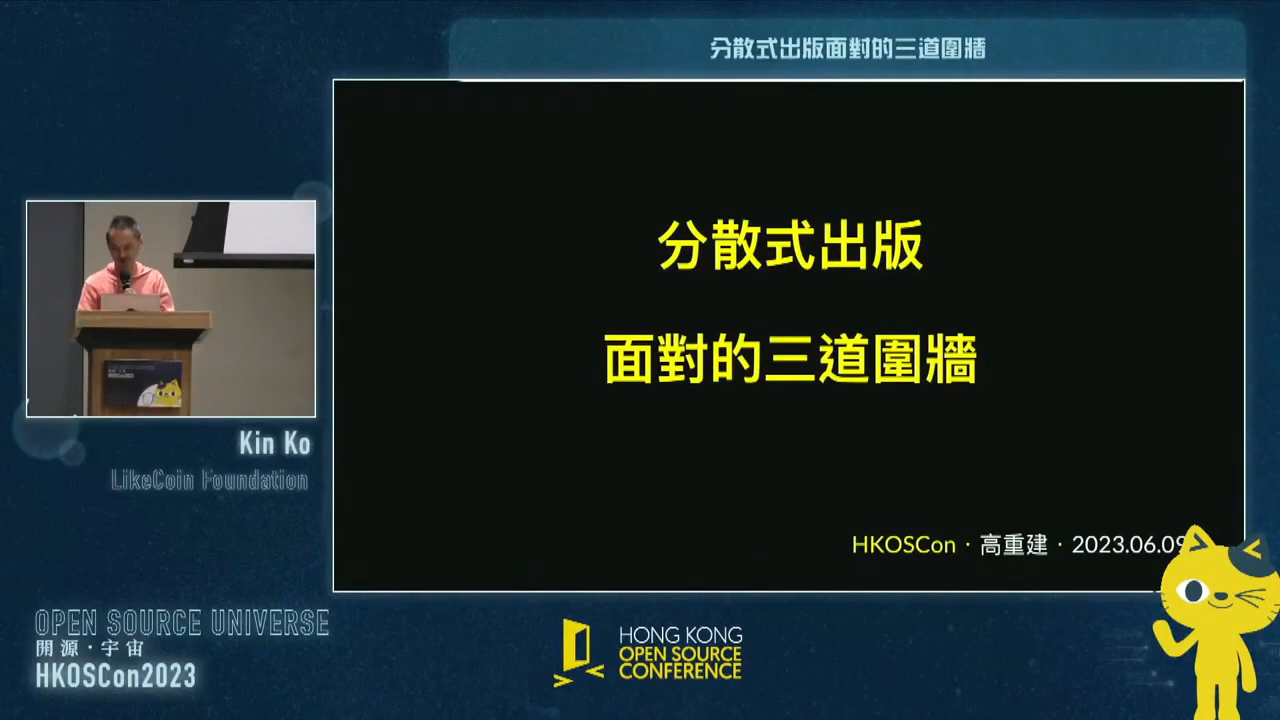 分散式出版面對的三道圍牆
分散式出版
面對的三道圍牆
HKOSCon · 高重建 · 2023.06.09
Kin Ko
LikeCoin Foundation
OPEN SOURCE UNIVERSE
開源·宇宙
HKOSCon2023
HONG KONG
OPEN SOURCE
CONFERENCE